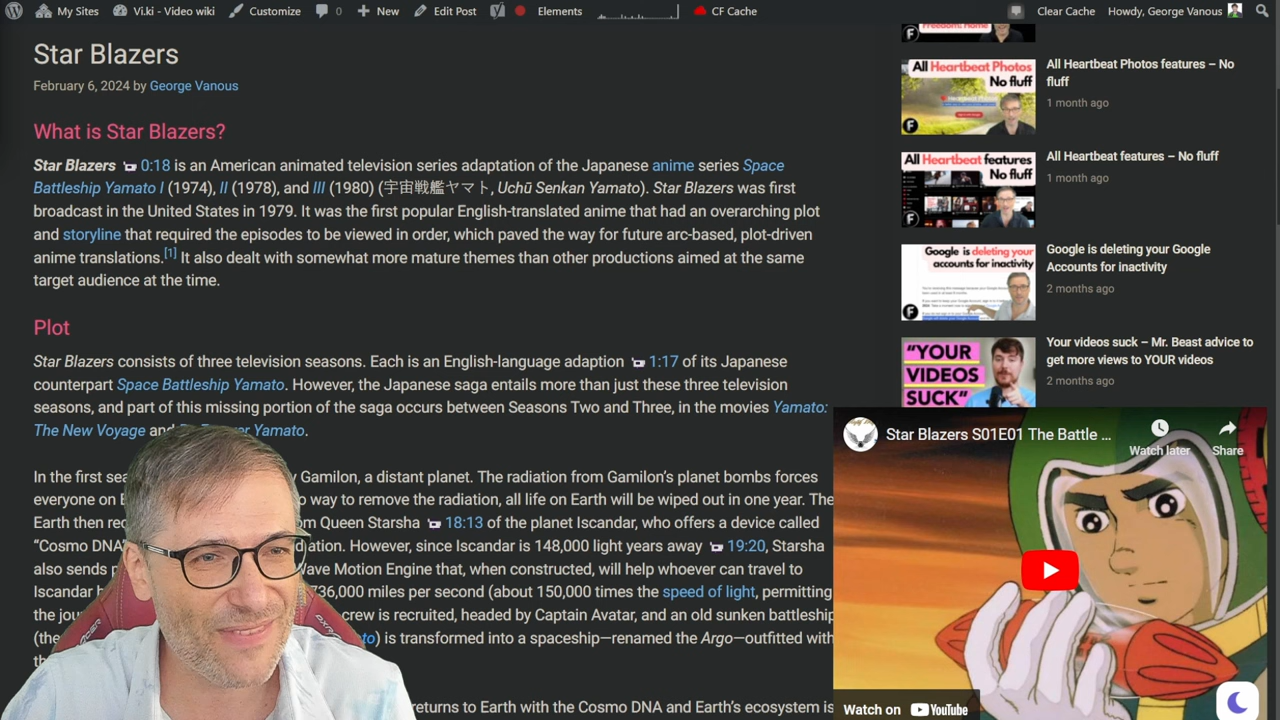 My Sites
Vi.ki - Video wiki
Customize
0
New
Edit Post
Elements
CF Cache
Clear Cache
Howdy, George Vanous
Star Blazers
February 6, 2024 by George Vanous
What is Star Blazers?
Star Blazers 0:18 is an American animated television series adaptation of the Japanese anime series Space
Battleship Yamato I (1974), II (1978), and III (1980) (宇宙戦艦ヤマト, Uchū Senkan Yamato). Star Blazers was first
broadcast in the United States in 1979. It was the first popular English-translated anime that had an overarching plot
and storyline that required the episodes to be viewed in order, which paved the way for future arc-based, plot-driven
anime translations.[1] It also dealt with somewhat more mature themes than other productions aimed at the same
target audience at the time.
Plot
Star Blazers consists of three television seasons. Each is an English-language adaption 1:17 of its Japanese
counterpart Space Battleship Yamato. However, the Japanese saga entails more than just these three television
seasons, and part of this missing portion of the saga occurs between Seasons Two and Three, in the movies Yamato:
The New Voyage and Yamato.
In the first Gamilon, a distant planet. The radiation from Gamilon's planet bombs forces
everyone on way to remove the radiation, all life on Earth will be wiped out in one year. The
Earth then Queen Starsha 18:13 of the planet Iscandar, who offers a device called
"Cosmo DNA" However, since Iscandar is 148,000 light years away 19:20, Starsha
also sends Motion Engine that, when constructed, will help whoever can travel to
Iscandar 736,000 miles per second (about 150,000 times the speed of light, permitting
the crew is recruited, headed by Captain Avatar, and an old sunken battleship
(the is transformed into a spaceship—renamed the Argo—outfitted with
returns to Earth with the Cosmo DNA and Earth's ecosystem is
All Heartbeat Photos
No fluff
All Heartbeat Photos features – No
fluff
1 month ago
All Heartbeat features
No fluff
All Heartbeat features – No fluff
1 month ago
Google is deleting your
accounts for inactivity
Google is deleting your Google
Accounts for inactivity
2 months ago
"YOUR
VIDEOS
SUCK"
Your videos suck – Mr. Beast advice to
get more views to YOUR videos
2 months ago
Star Blazers S01E01 The Battle ...
Watch later
Share
Watch on YouTube